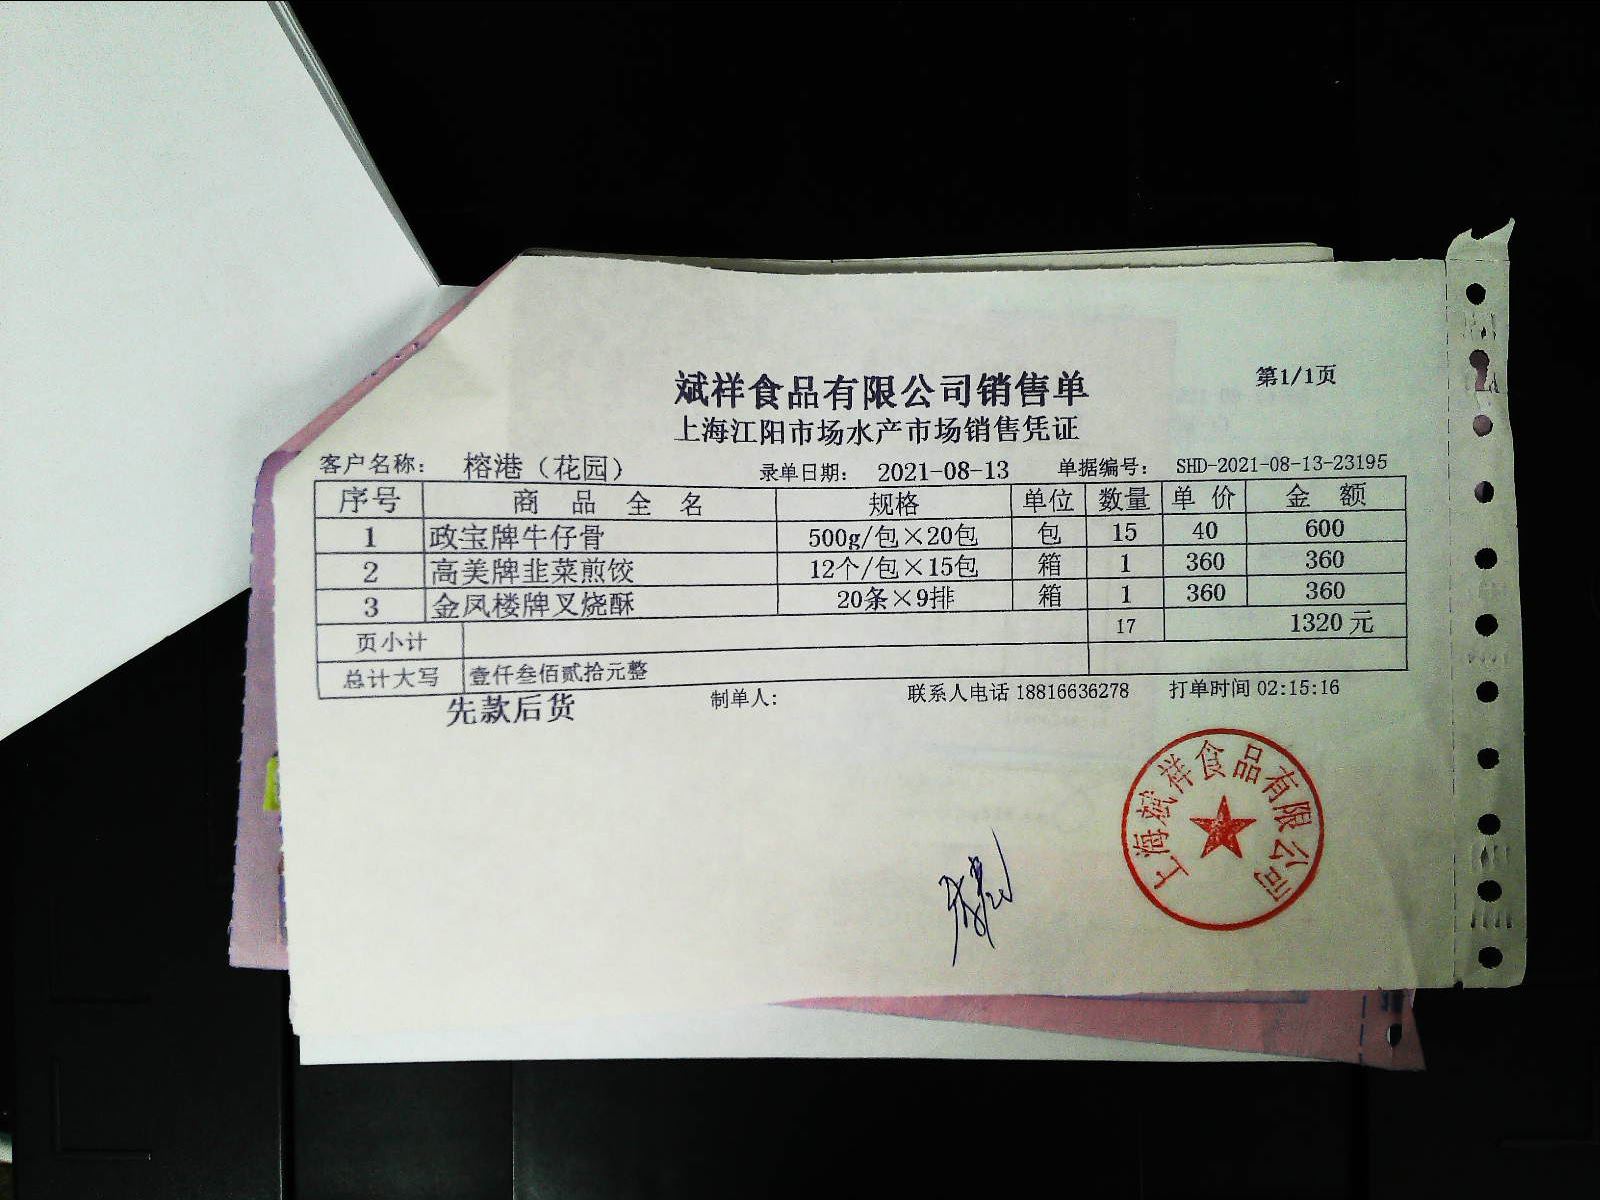 斌祥食品有限公司销售单
第1/1页
上海江阳市场水产市场销售凭证
客户名称： 榕港（花园） 录单日期： 2021-08-13 单据编号： SHD-2021-08-13-23195
序号 商 品 全 名 规格 单位 数量 单 价 金 额
1 政宝牌牛仔骨 500g/包×20包 包 15 40 600
2 高美牌韭菜煎饺 12个/包×15包 箱 1 360 360
3 金凤楼牌叉烧酥 20条×9排 箱 1 360 360
页小计 17 1320 元
总计大写 壹仟叁佰贰拾元整
先款后货 制单人: 联系人电话 18816636278 打单时间 02:15:16
上海斌祥食品有限公司